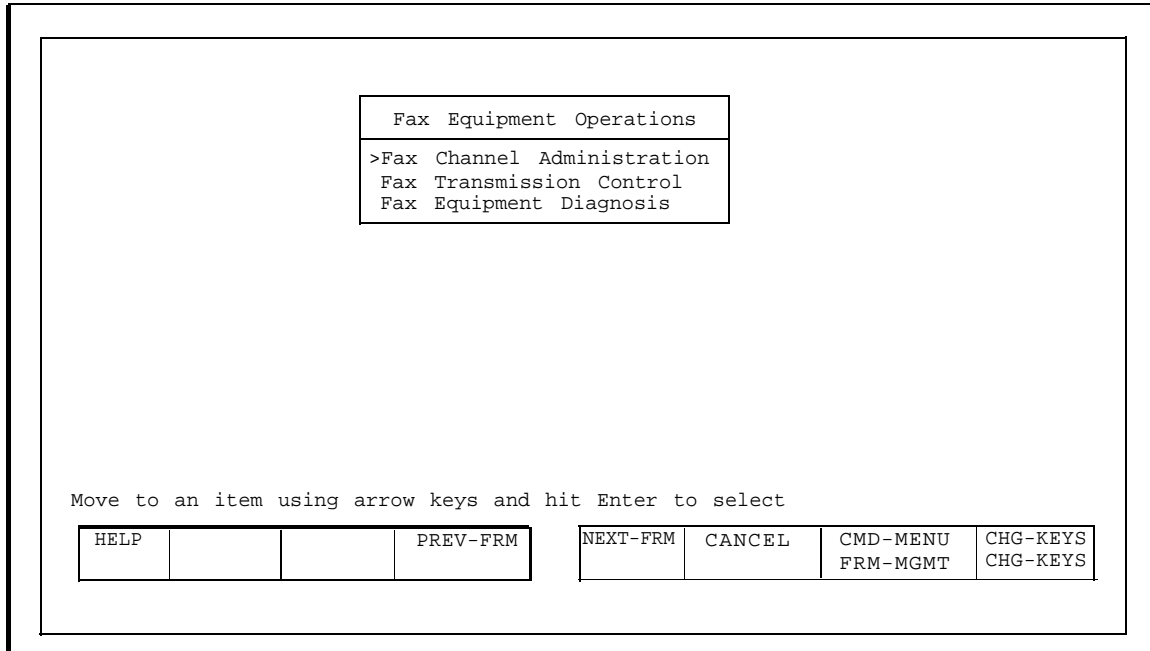 Fax Equipment Operations
>Fax Channel Administration
Fax Transmission Control
Fax Equipment Diagnosis
Move to an item using arrow keys and hit Enter to select
HELP PREV-FRM NEXT-FRM CANCEL CMD-MENU CHG-KEYS
FRM-MGMT CHG-KEYS